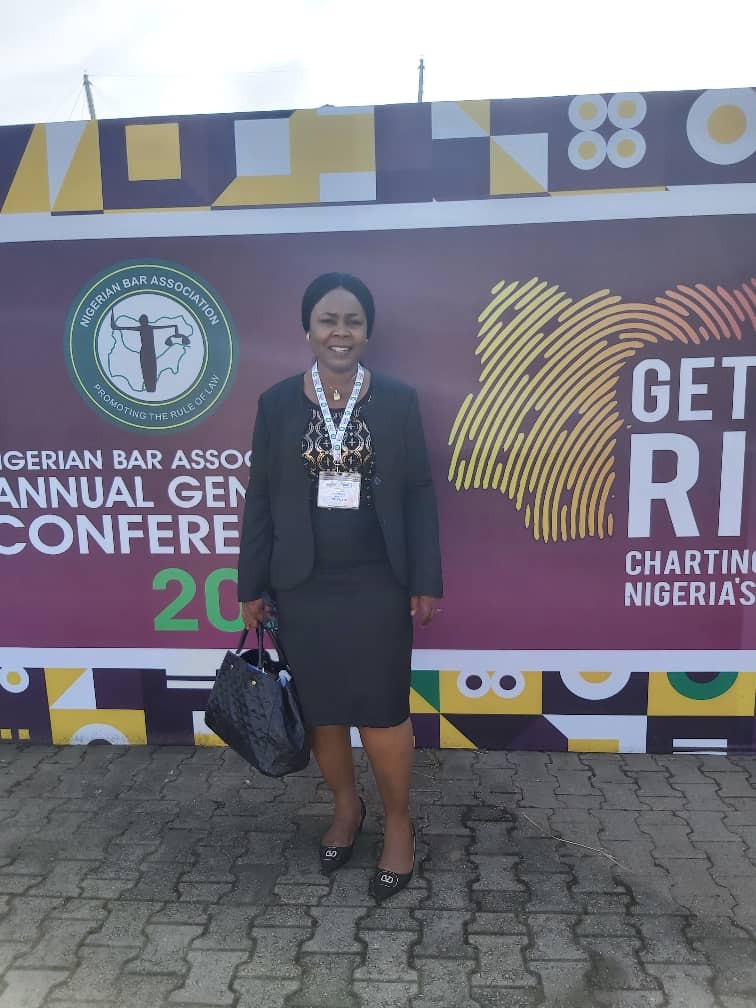 NIGERIAN BAR ASSOCIATION
PROMOTING THE RULE OF LAW
IGERIAN BAR ASSOC
ANNUAL GEN
CONFERE
20
GET
RI
CHARTING
NIGERIA'S